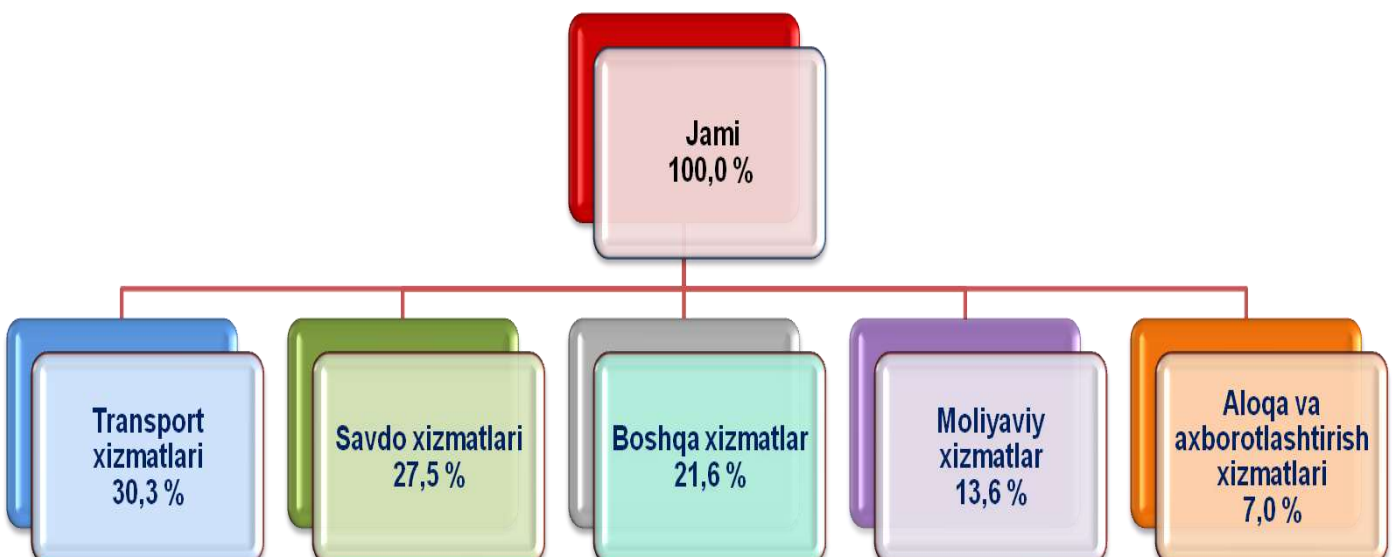 Jami
100,0 %
Transport
xizmatlari
30,3 %
Savdo xizmatlari
27,5 %
Boshqa xizmatlar
21,6 %
Moliyaviy
xizmatlar
13,6 %
Aloqa va
axborotlashtirish
xizmatlari
7,0 %